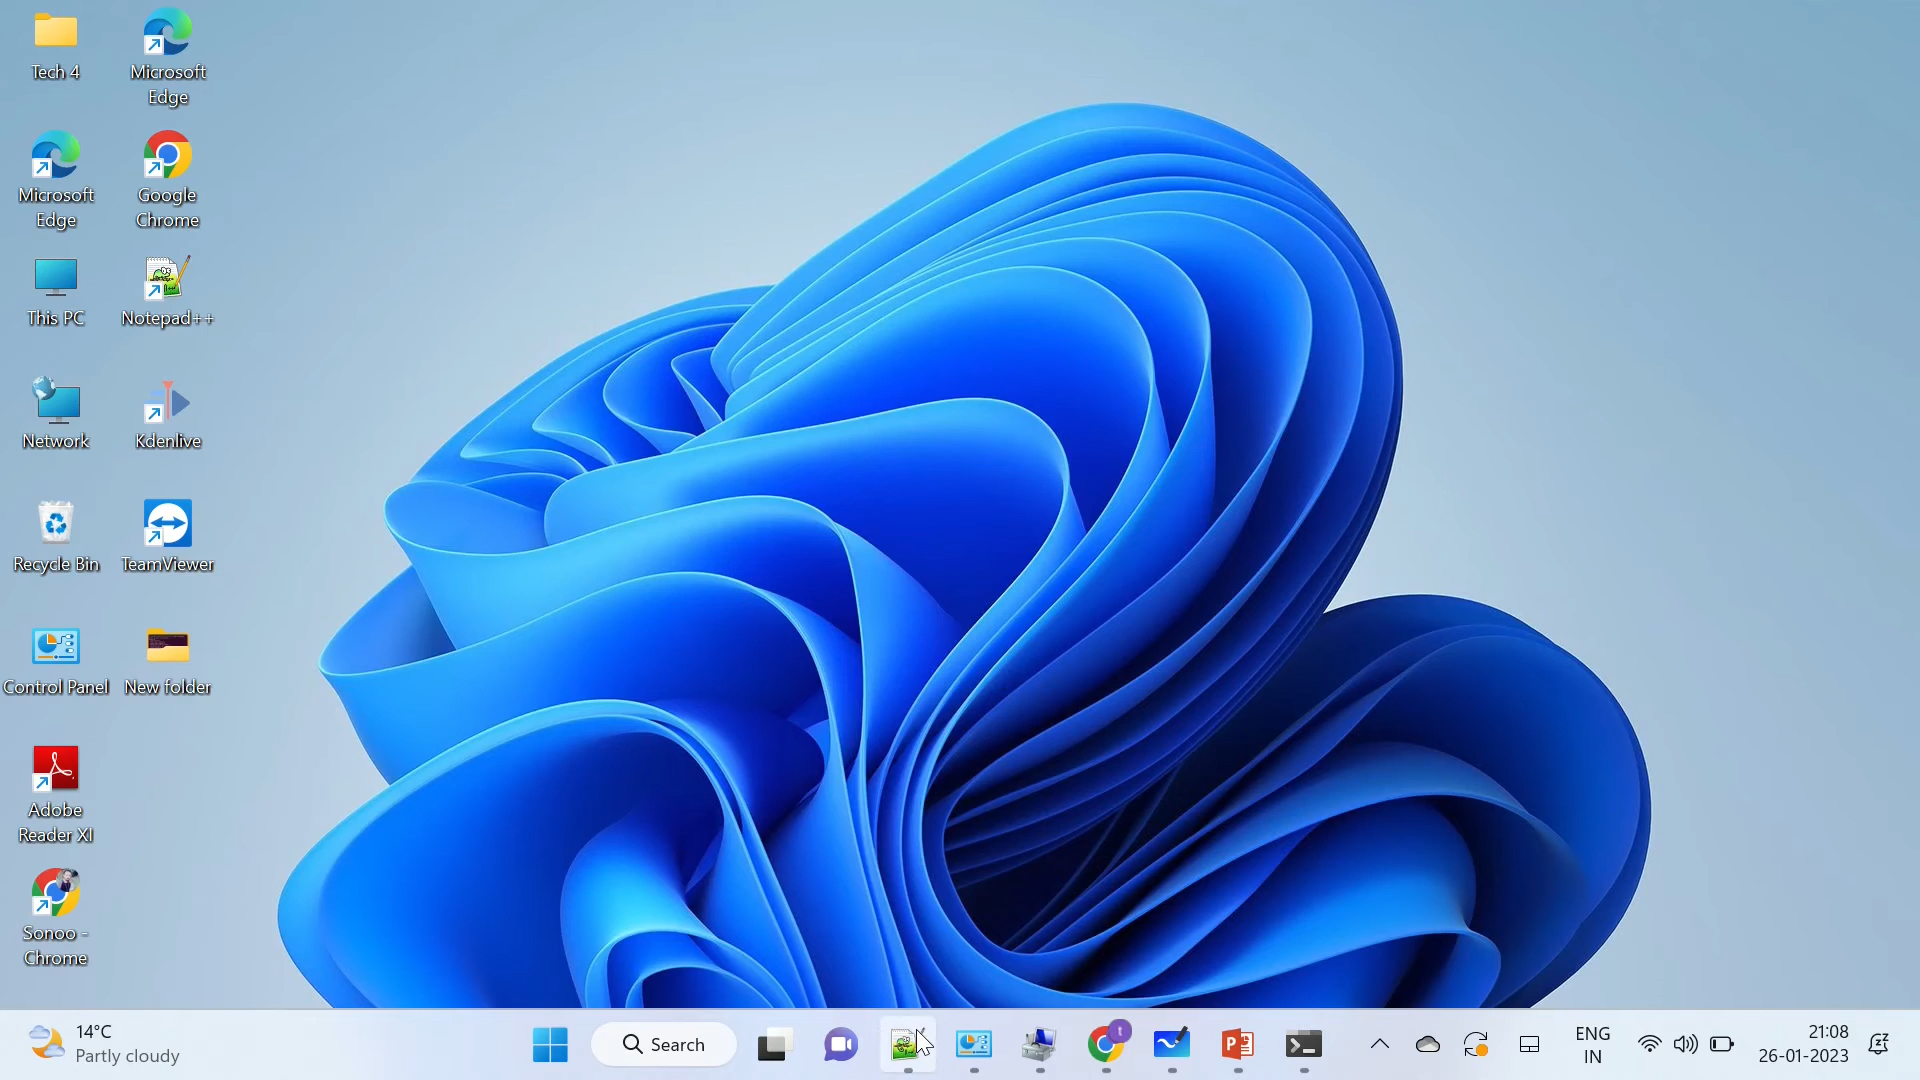 Tech 4
Microsoft
Edge
Microsoft
Edge
Google
Chrome
This PC
Notepad++
Network
Kdenlive
Recycle Bin
TeamViewer
Control Panel
New folder
Adobe
Reader XI
Sonoo -
Chrome
14°C
Partly cloudy
Search
t
P
ENG
IN
21:08
26-01-2023